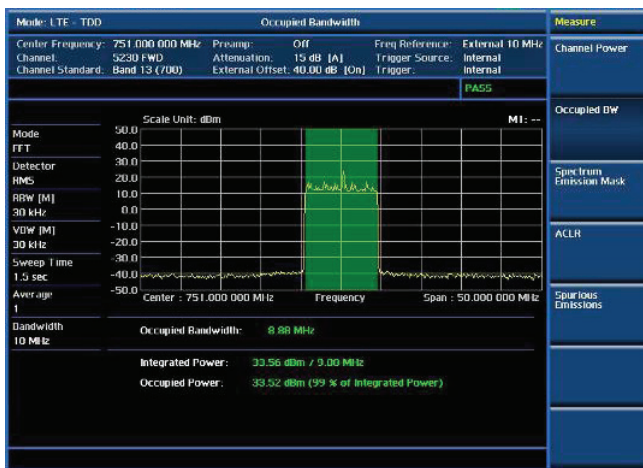 Mode: LTE - TDD
Occupied Bandwidth
Measure
Center Frequency: 751.000 000 MHz
Preamp: Off
Freq Reference: External 10 MHz
Channel: 5230 FWD
Attenuation: 15 dB [A]
Trigger Source: Internal
Channel Standard: Band 13 (700)
External Offset: 40.00 dB [On]
Trigger: Internal
PASS
Channel Power
Occupied BW
Spectrum
Emission Mask
ACLR
Spurious
Emissions
Mode
FFT
Detector
RMS
RBW [M]
30 kHz
VBW [M]
30 kHz
Sweep Time
1.5 sec
Average
1
Bandwidth
10 MHz
Scale Unit: dBm
M1: --
50.0
40.0
30.0
20.0
10.0
0.0
-10.0
-20.0
-30.0
-40.0
-50.0
Center : 751.000 000 MHz
Frequency
Span : 50.000 000 MHz
Occupied Bandwidth: 8.88 MHz
Integrated Power: 33.56 dBm / 9.00 MHz
Occupied Power: 33.52 dBm (99 % of Integrated Power)